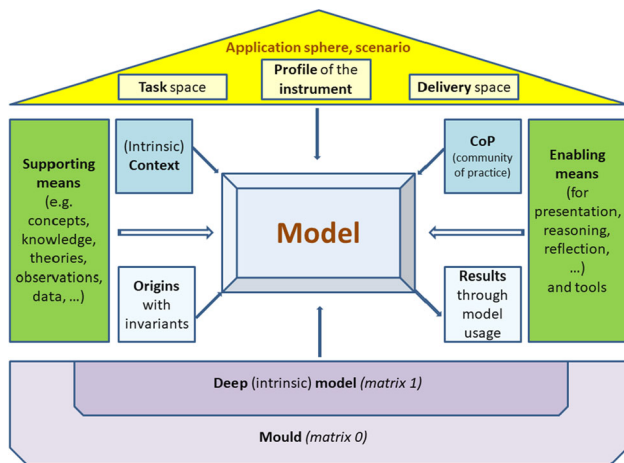 Application sphere, scenario
Task space
Profile of the
instrument
Delivery space
Supporting
means
(e.g.
concepts,
knowledge,
theories,
observations,
data, ...)
(Intrinsic)
Context
CoP
(community
of practice)
Enabling
means
(for
presentation,
reasoning,
reflection,
...)
and tools
Model
Origins
with
invariants
Results
through
model
usage
Deep (intrinsic) model (matrix 1)
Mould (matrix 0)